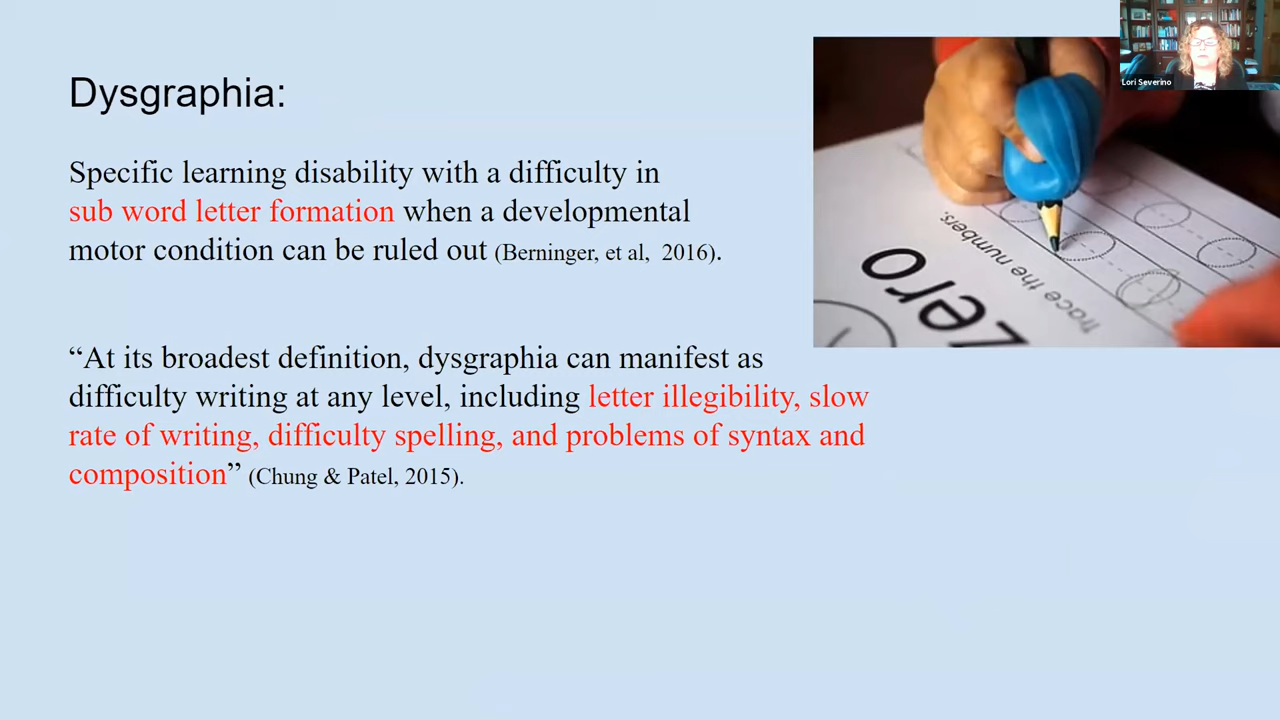 Dysgraphia:
Specific learning disability with a difficulty in
sub word letter formation when a developmental
motor condition can be ruled out (Berninger, et al, 2016).
“At its broadest definition, dysgraphia can manifest as
difficulty writing at any level, including letter illegibility, slow
rate of writing, difficulty spelling, and problems of syntax and
composition” (Chung & Patel, 2015).
Lori Severino
Trace the numbers.
zero